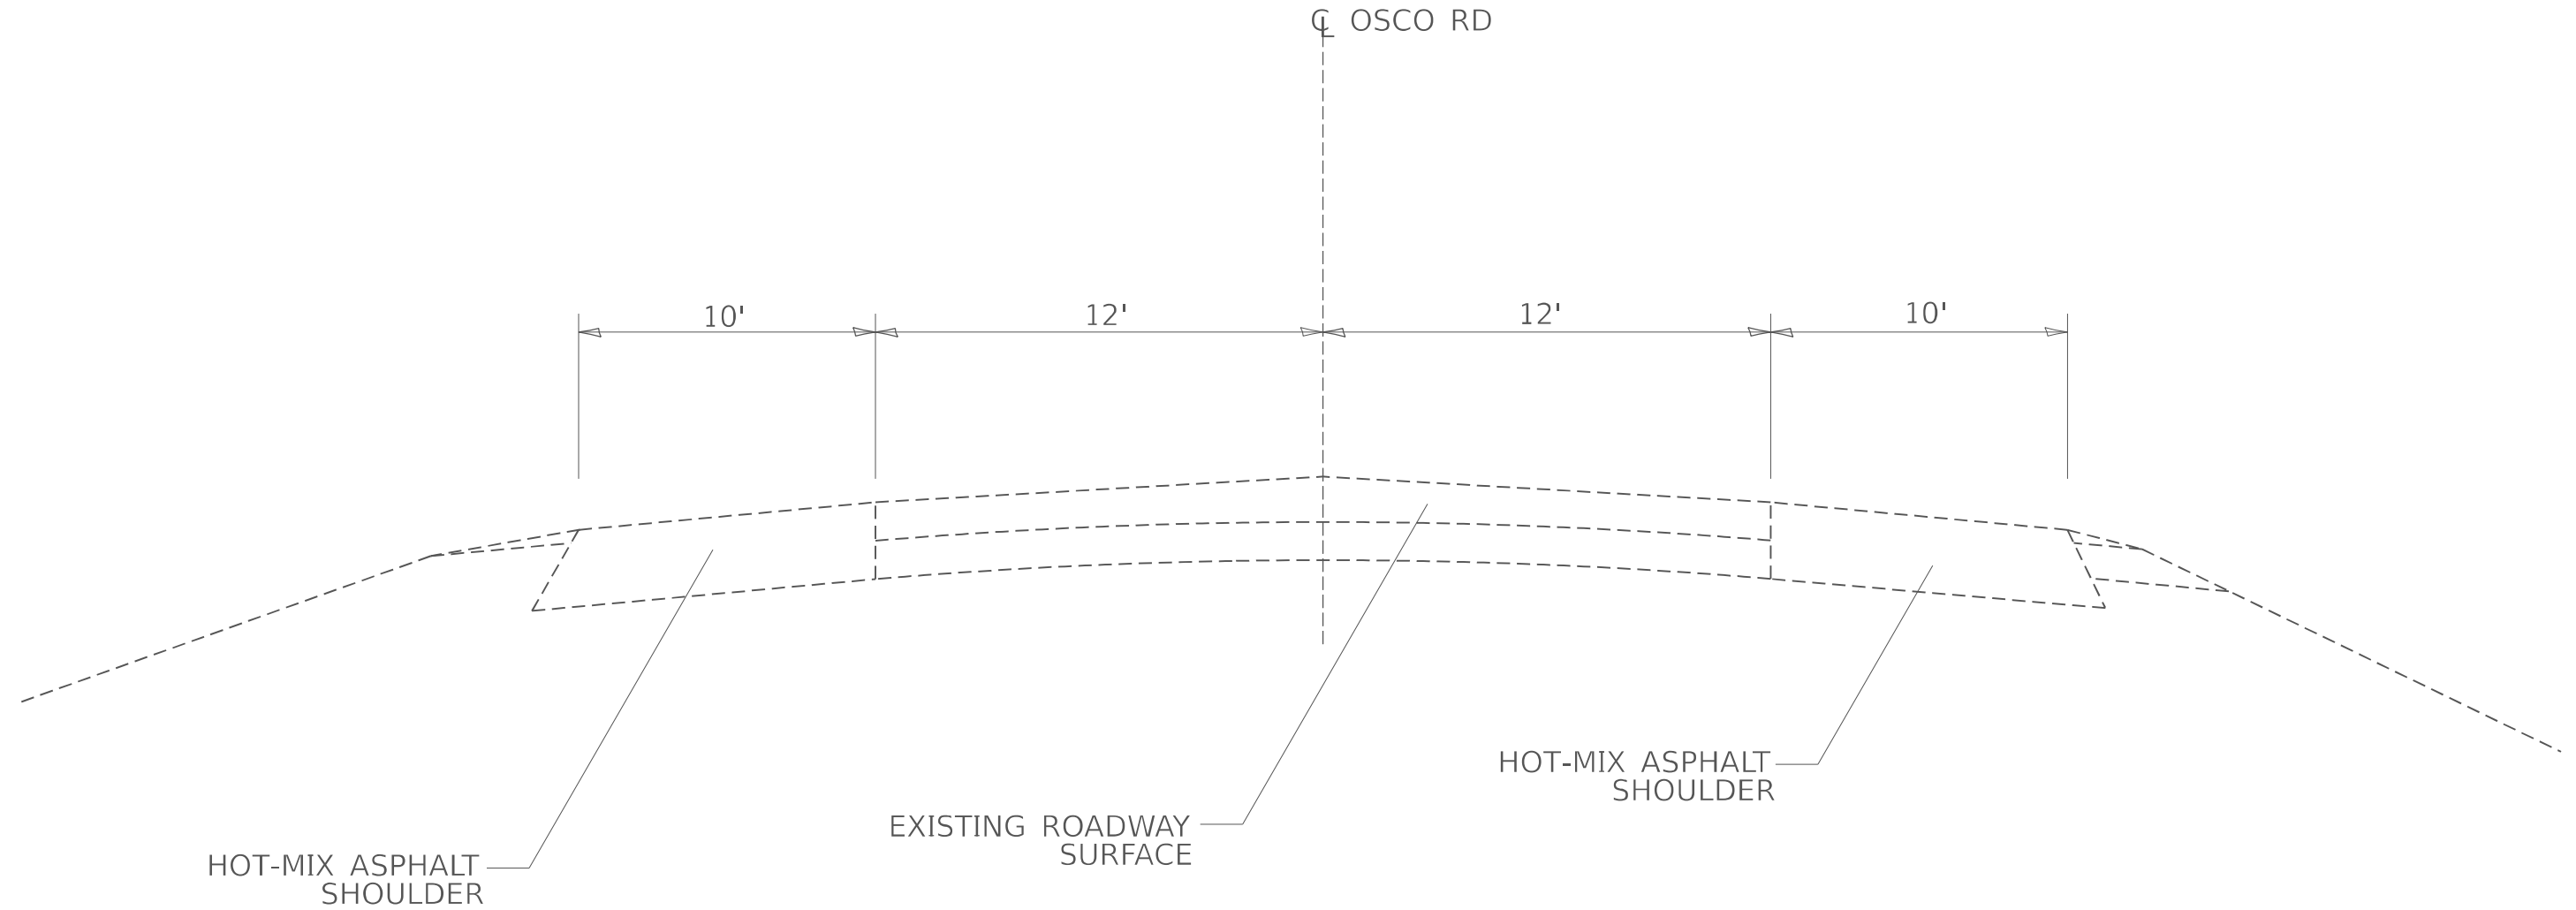 ℄ OSCO RD
10'
12'
12'
10'
HOT-MIX ASPHALT
SHOULDER
EXISTING ROADWAY
SURFACE
HOT-MIX ASPHALT
SHOULDER